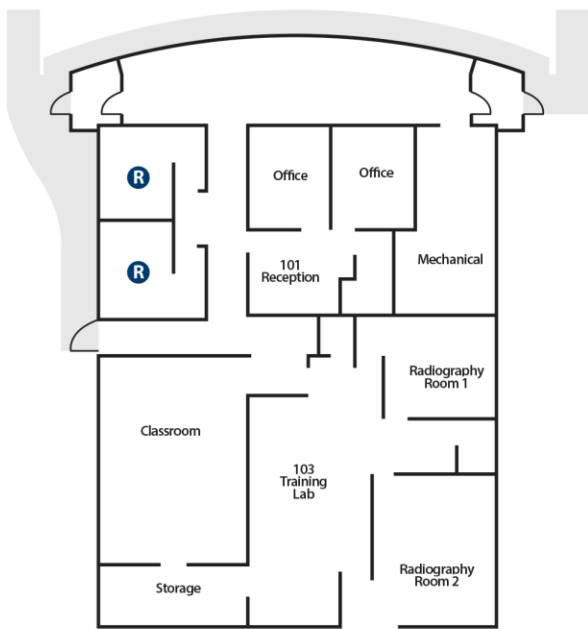 R
Office
Office
R
101
Reception
Mechanical
Radiography
Room 1
Classroom
103
Training
Lab
Radiography
Room 2
Storage